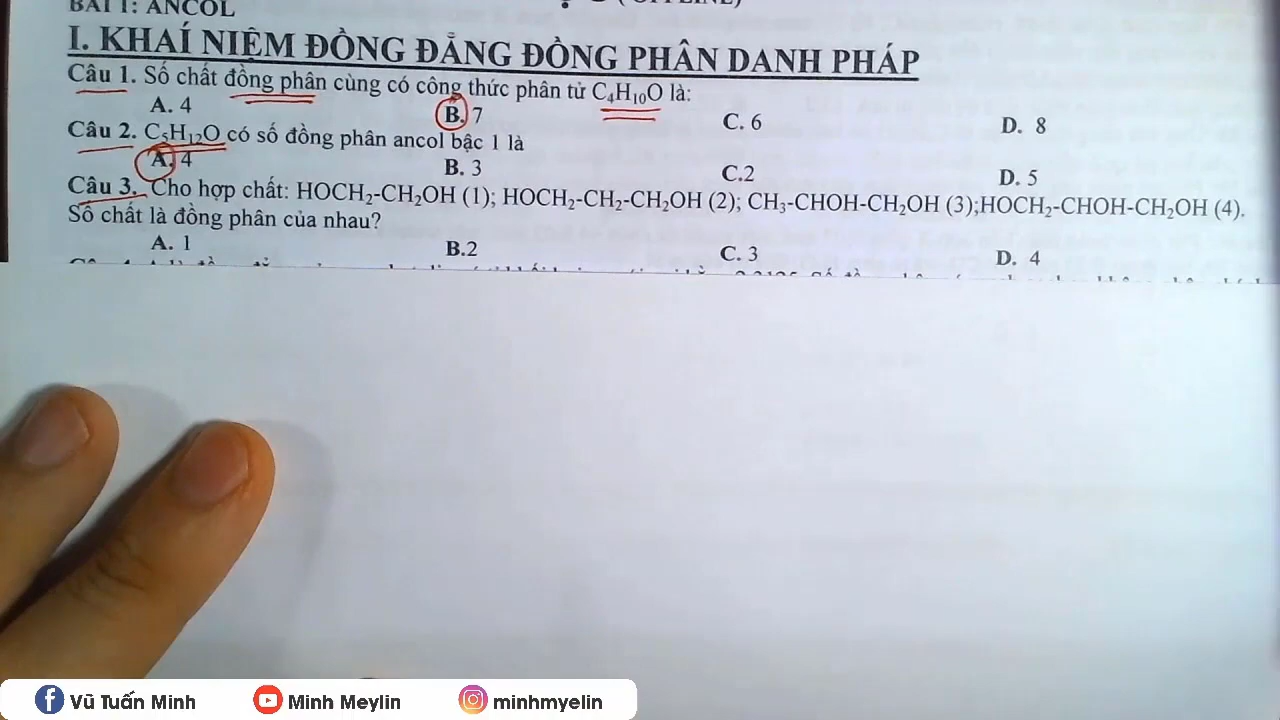 BÀI 1: ANCOL
I. KHAÍ NIỆM ĐỒNG ĐẲNG ĐỒNG PHÂN DANH PHÁP
Câu 1. Số chất đồng phân cùng có công thức phân tử C₄H₁₀O là:
A. 4 B. 7 C. 6 D. 8
Câu 2. C₅H₁₂O có số đồng phân ancol bậc 1 là
A. 4 B. 3 C.2 D. 5
Câu 3. Cho hợp chất: HOCH₂-CH₂OH (1); HOCH₂-CH₂-CH₂OH (2); CH₃-CHOH-CH₂OH (3);HOCH₂-CHOH-CH₂OH (4).
Số chất là đồng phân của nhau?
A. 1 B.2 C. 3 D. 4
Vũ Tuấn Minh Minh Meylin minhmyelin